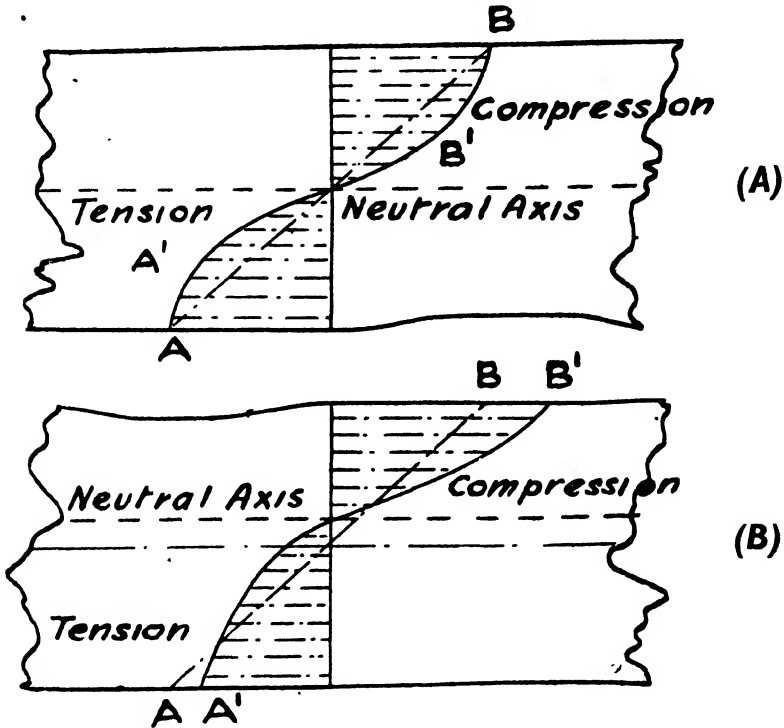 B
Compression
B'
(A)
Tension
Neutral Axis
A'
A
B B'
Neutral Axis
Compression
(B)
Tension
A A'